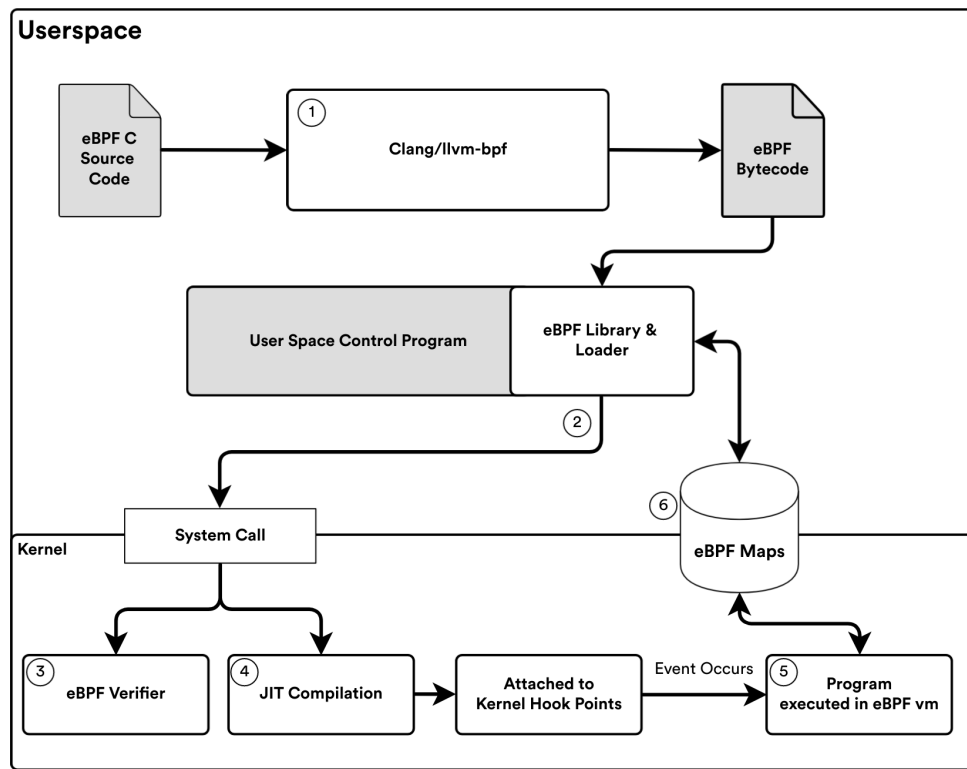 Userspace
eBPF C
Source
Code
1
Clang/llvm-bpf
eBPF
Bytecode
User Space Control Program
eBPF Library &
Loader
2
System Call
6
eBPF Maps
Kernel
3
eBPF Verifier
4
JIT Compilation
Attached to
Kernel Hook Points
Event Occurs
5
Program
executed in eBPF vm